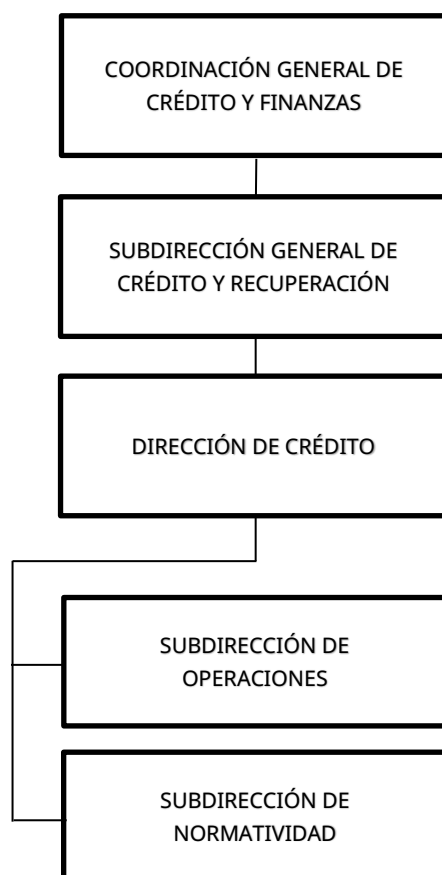 COORDINACIÓN GENERAL DE
CRÉDITO Y FINANZAS
SUBDIRECCIÓN GENERAL DE
CRÉDITO Y RECUPERACIÓN
DIRECCIÓN DE CRÉDITO
SUBDIRECCIÓN DE
OPERACIONES
SUBDIRECCIÓN DE
NORMATIVIDAD